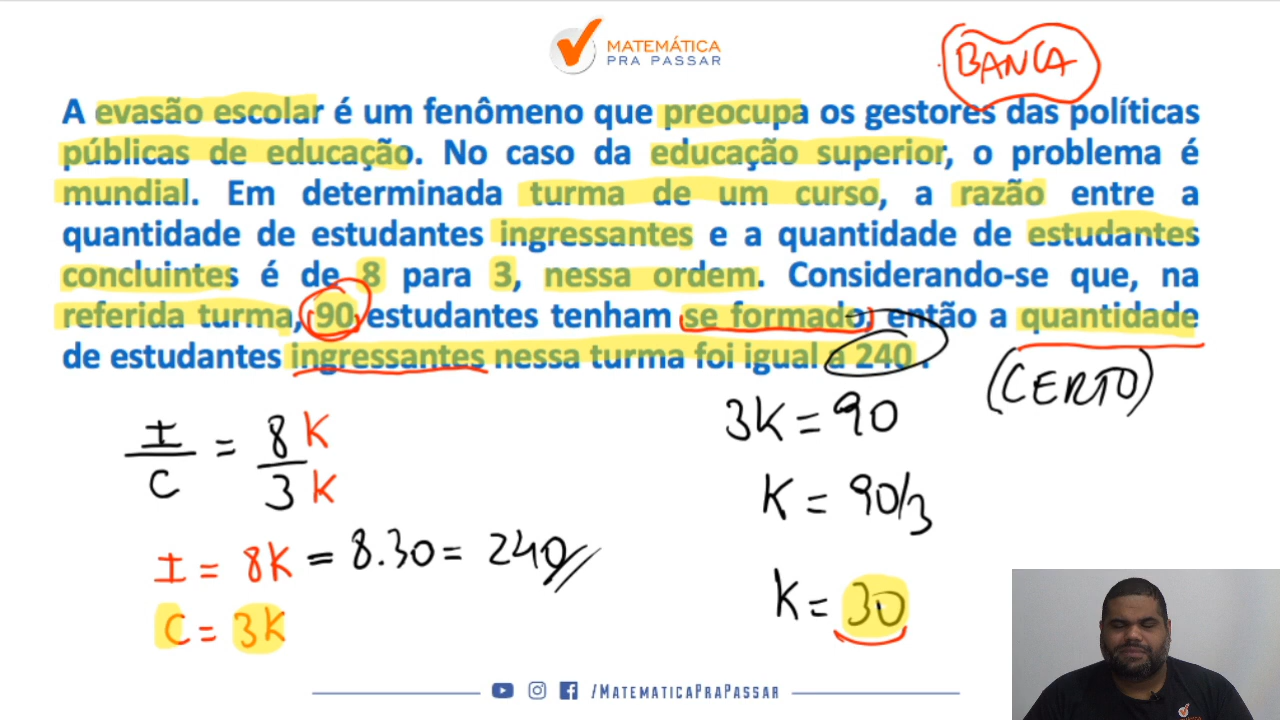 MATEMÁTICA
PRA PASSAR
BANCA
A evasão escolar é um fenômeno que preocupa os gestores das políticas
públicas de educação. No caso da educação superior, o problema é
mundial. Em determinada turma de um curso, a razão entre a
quantidade de estudantes ingressantes e a quantidade de estudantes
concluintes é de 8 para 3, nessa ordem. Considerando-se que, na
referida turma, 90 estudantes tenham se formado, então a quantidade
de estudantes ingressantes nessa turma foi igual a 240 .
(CERTO)
I/C = 8K/3K
I = 8K = 8.30 = 240
C = 3K
3K = 90
K = 90/3
K = 30
/MATEMATICAPRAPASSAR